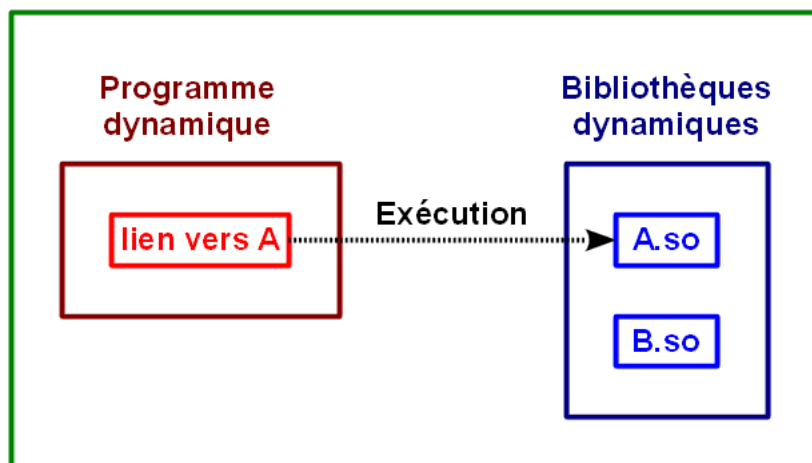 Programme
dynamique
Bibliothèques
dynamiques
lien vers A
Exécution
A.so
B.so